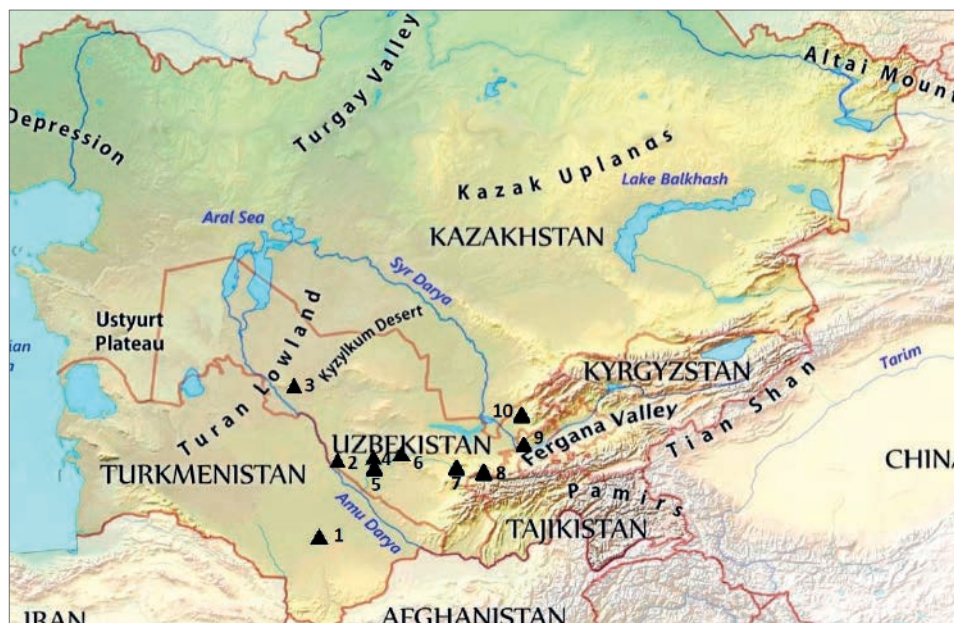 Altai Mount
Turgay Valley
Depression
Kazak Uplands
Lake Balkhash
Aral Sea
KAZAKHSTAN
Syr Darya
Ustyurt
Plateau
Turan Lowland
Kyzylkum Desert
KYRGYZSTAN
Tarim
3
10
Fergana Valley
Tian Shan
9
UZBEKISTAN
TURKMENISTAN
2
4
6
5
7
8
CHINA
Pamirs
Amu Darya
TAJIKISTAN
1
IRAN
AFGHANISTAN